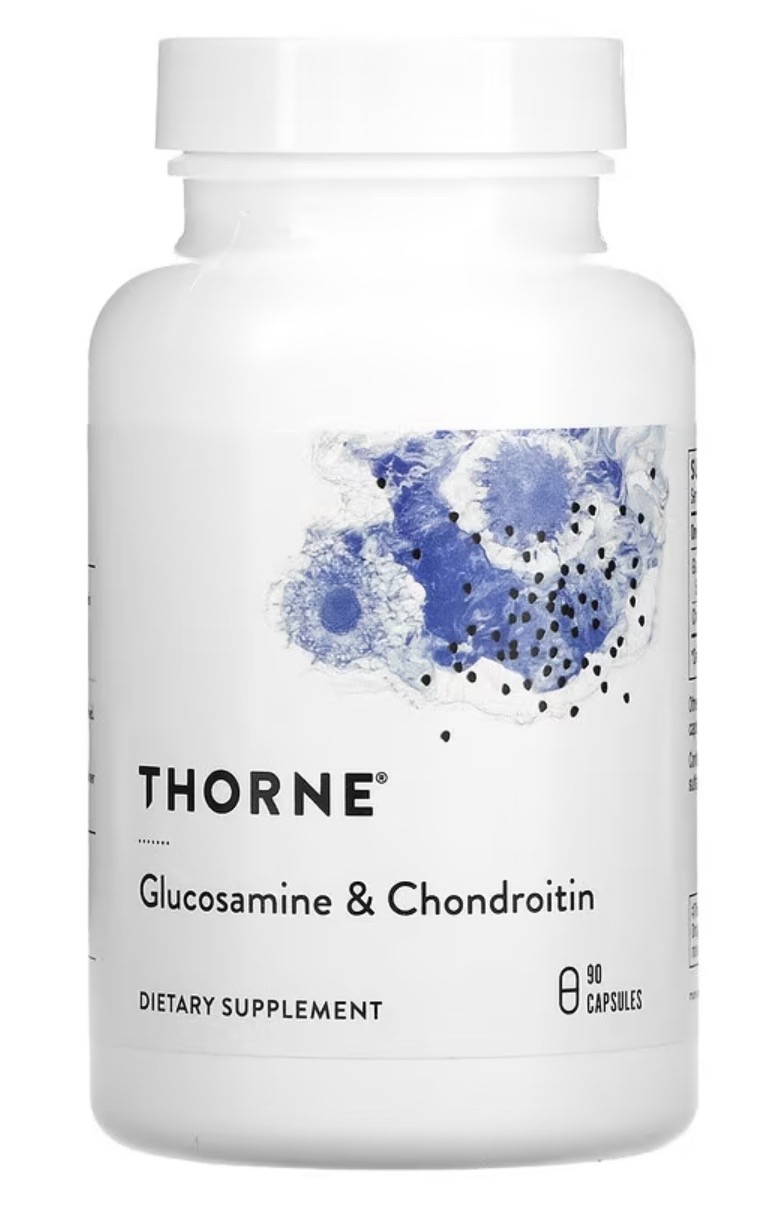 THORNE®
Glucosamine & Chondroitin
DIETARY SUPPLEMENT
90
CAPSULES